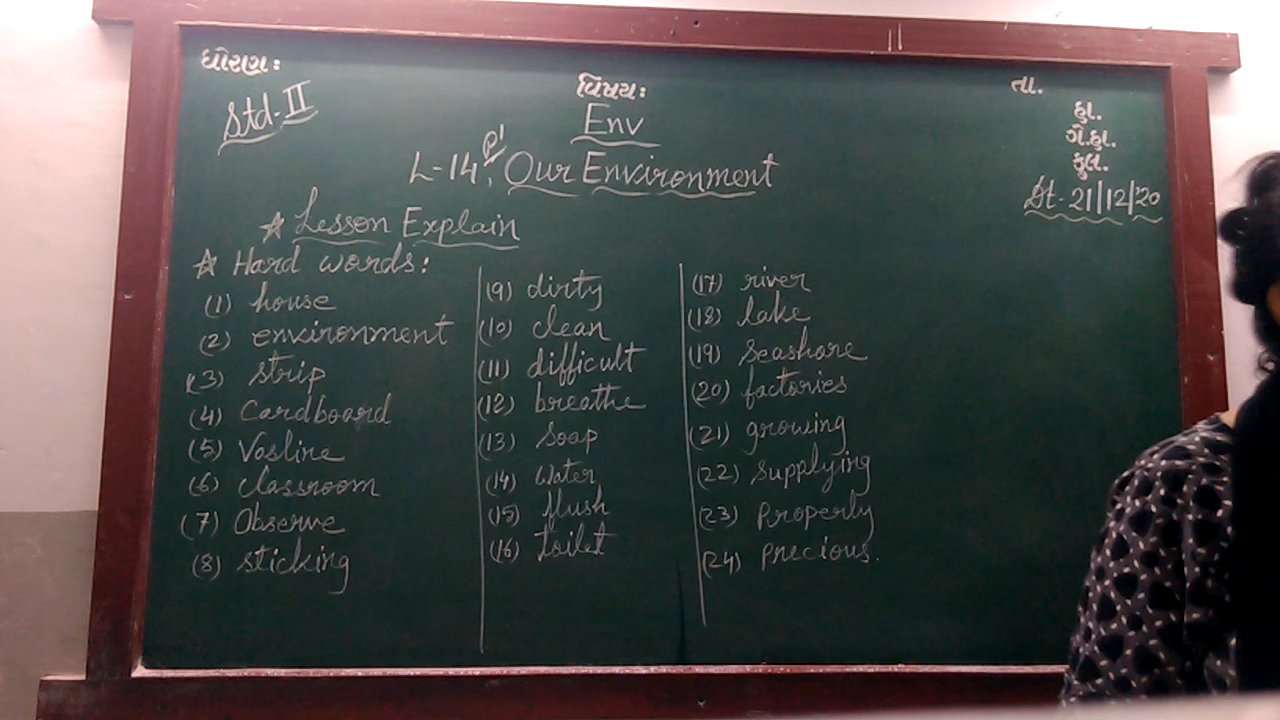 ધોરણ:
Std-II
વિષય:
Env
તા.
હા.
ગે.હા.
કુલ.
Dt-21/12/20
L-14, P1 Our Environment
☆ Lesson Explain
☆ Hard words:
(1) house
(2) environment
(3) strip
(4) Cardboard
(5) Vasline
(6) classroom
(7) Observe
(8) sticking
(9) dirty
(10) clean
(11) difficult
(12) breathe
(13) Soap
(14) Water
(15) flush
(16) toilet
(17) river
(18) lake
(19) Seashore
(20) factories
(21) growing
(22) Supplying
(23) Properly
(24) Precious.